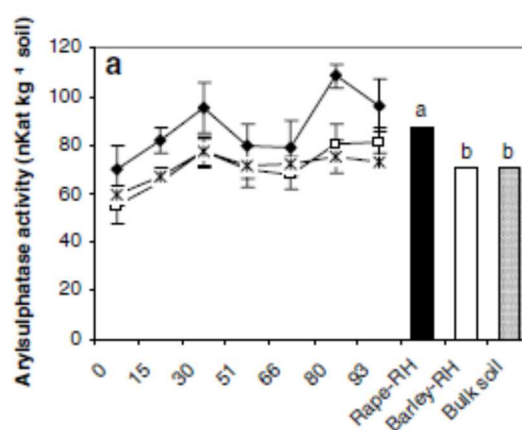 Arylsulphatase activity (nKat kg⁻¹ soil)
120
100
80
60
40
20
0
a
a
b
b
0
15
30
51
66
80
93
Rape-RH
Barley-RH
Bulk soil